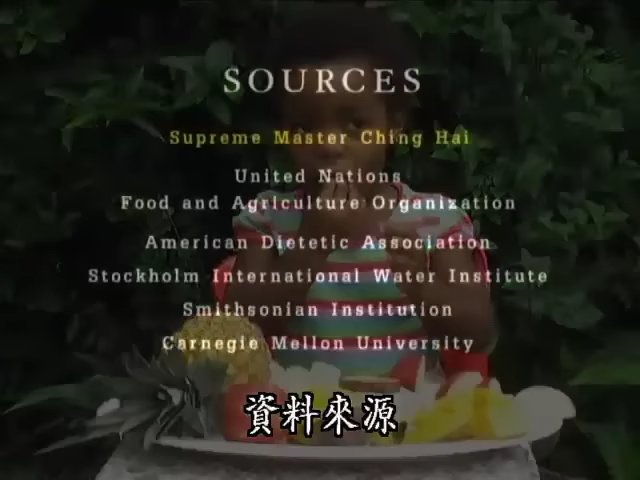 SOURCES
Supreme Master Ching Hai
United Nations
Food and Agriculture Organization
American Dietetic Association
Stockholm International Water Institute
Smithsonian Institution
Carnegie Mellon University
資料來源